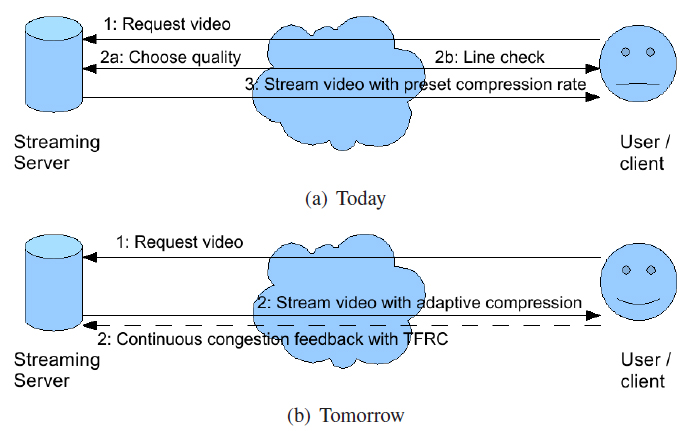 1: Request video
2a: Choose quality
2b: Line check
3: Stream video with preset compression rate
Streaming
Server
User /
client
(a) Today
1: Request video
2: Stream video with adaptive compression
2: Continuous congestion feedback with TFRC
Streaming
Server
User /
client
(b) Tomorrow